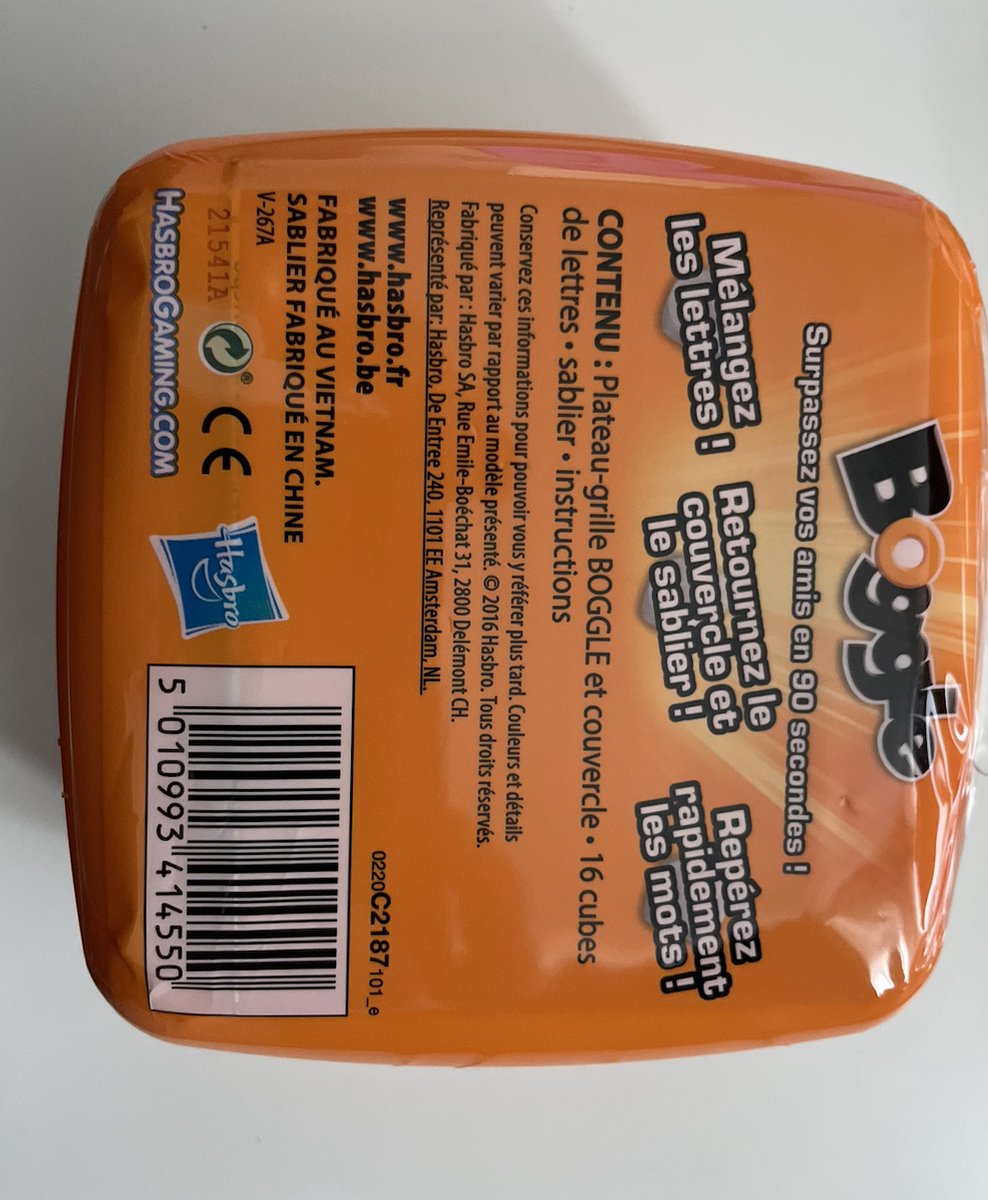 Boggle
Surpassez vos amis en 90 secondes !
Mélangez
les lettres !
Retournez le
couvercle et
le sablier !
Repérez
rapidement
les mots !
CONTENU : Plateau-grille BOGGLE et couvercle • 16 cubes
de lettres • sablier • instructions
Conservez ces informations pour pouvoir vous y référer plus tard. Couleurs et détails
peuvent varier par rapport au modèle présenté. © 2016 Hasbro. Tous droits réservés.
Fabriqué par : Hasbro SA, Rue Emile-Boéchat 31, 2800 Delémont CH.
Représenté par: Hasbro, De Entree 240, 1101 EE Amsterdam, NL.
www.hasbro.fr
www.hasbro.be
FABRIQUÉ AU VIETNAM.
SABLIER FABRIQUÉ EN CHINE
V-267A
21541A
® CE
HASBROGAMING.COM
Hasbro
0220C2187101_e
5 010993 414550